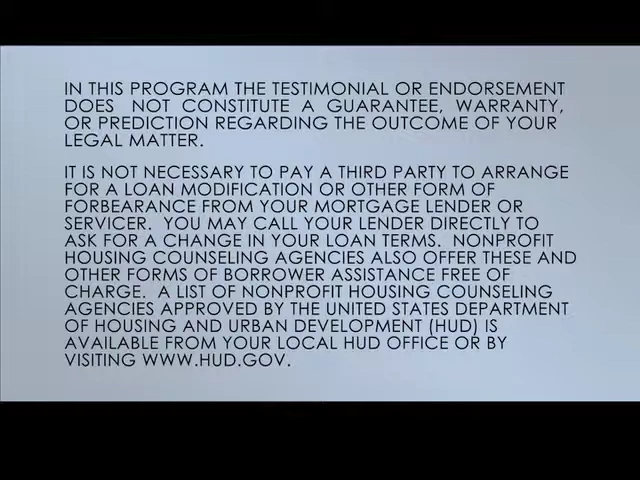 IN THIS PROGRAM THE TESTIMONIAL OR ENDORSEMENT
DOES NOT CONSTITUTE A GUARANTEE, WARRANTY,
OR PREDICTION REGARDING THE OUTCOME OF YOUR
LEGAL MATTER.
IT IS NOT NECESSARY TO PAY A THIRD PARTY TO ARRANGE
FOR A LOAN MODIFICATION OR OTHER FORM OF
FORBEARANCE FROM YOUR MORTGAGE LENDER OR
SERVICER. YOU MAY CALL YOUR LENDER DIRECTLY TO
ASK FOR A CHANGE IN YOUR LOAN TERMS. NONPROFIT
HOUSING COUNSELING AGENCIES ALSO OFFER THESE AND
OTHER FORMS OF BORROWER ASSISTANCE FREE OF
CHARGE. A LIST OF NONPROFIT HOUSING COUNSELING
AGENCIES APPROVED BY THE UNITED STATES DEPARTMENT
OF HOUSING AND URBAN DEVELOPMENT (HUD) IS
AVAILABLE FROM YOUR LOCAL HUD OFFICE OR BY
VISITING WWW.HUD.GOV.